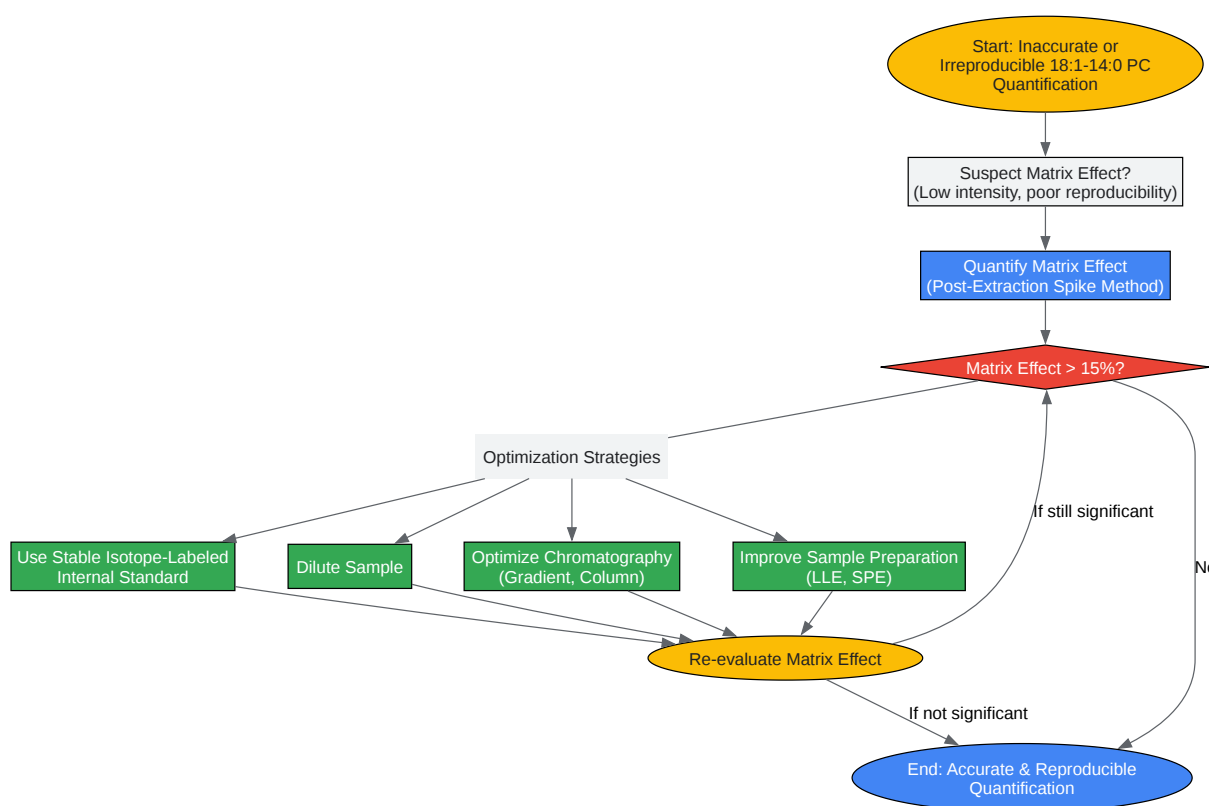 Start: Inaccurate or
Irreproducible 18:1-14:0 PC
Quantification
Suspect Matrix Effect?
(Low intensity, poor reproducibility)
Quantify Matrix Effect
(Post-Extraction Spike Method)
Matrix Effect > 15%?
Optimization Strategies
If still significant
Use Stable Isotope-Labeled
Internal Standard
Dilute Sample
Optimize Chromatography
(Gradient, Column)
Improve Sample Preparation
(LLE, SPE)
Re-evaluate Matrix Effect
If not significant
End: Accurate & Reproducible
Quantification